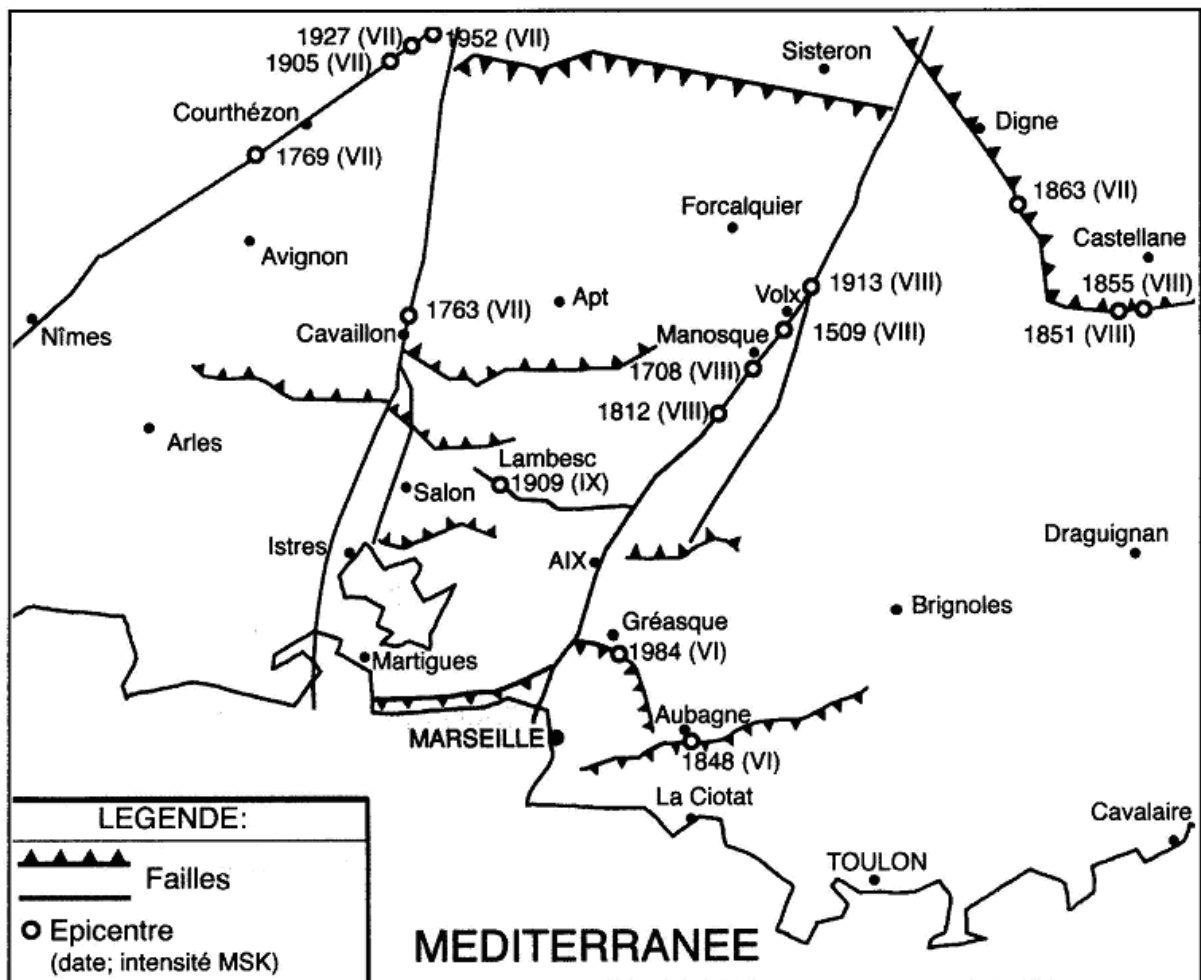 1927 (VII)
1952 (VII)
1905 (VII)
Sisteron
Courthézon
Digne
1769 (VII)
1863 (VII)
Forcalquier
Avignon
Castellane
1855 (VIII)
1913 (VIII)
Volx
Apt
1763 (VII)
Nîmes
Cavaillon
Manosque
1509 (VIII)
1851 (VIII)
1708 (VIII)
1812 (VIII)
Arles
Lambesc
1909 (IX)
Salon
Istres
AIX
Draguignan
Brignoles
Gréasque
1984 (VI)
Martigues
Aubagne
MARSEILLE
1848 (VI)
La Ciotat
Cavalaire
TOULON
LEGENDE:
Failles
Epicentre
(date; intensité MSK)
MEDITERRANEE